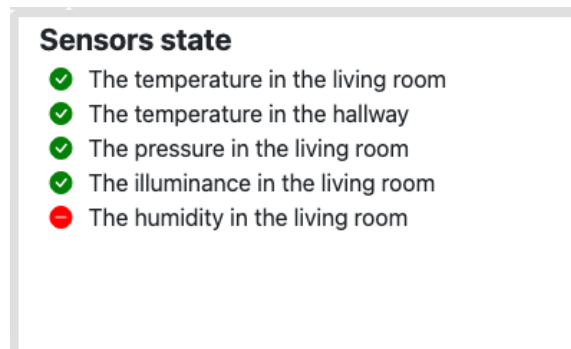 Sensors state
The temperature in the living room
The temperature in the hallway
The pressure in the living room
The illuminance in the living room
The humidity in the living room